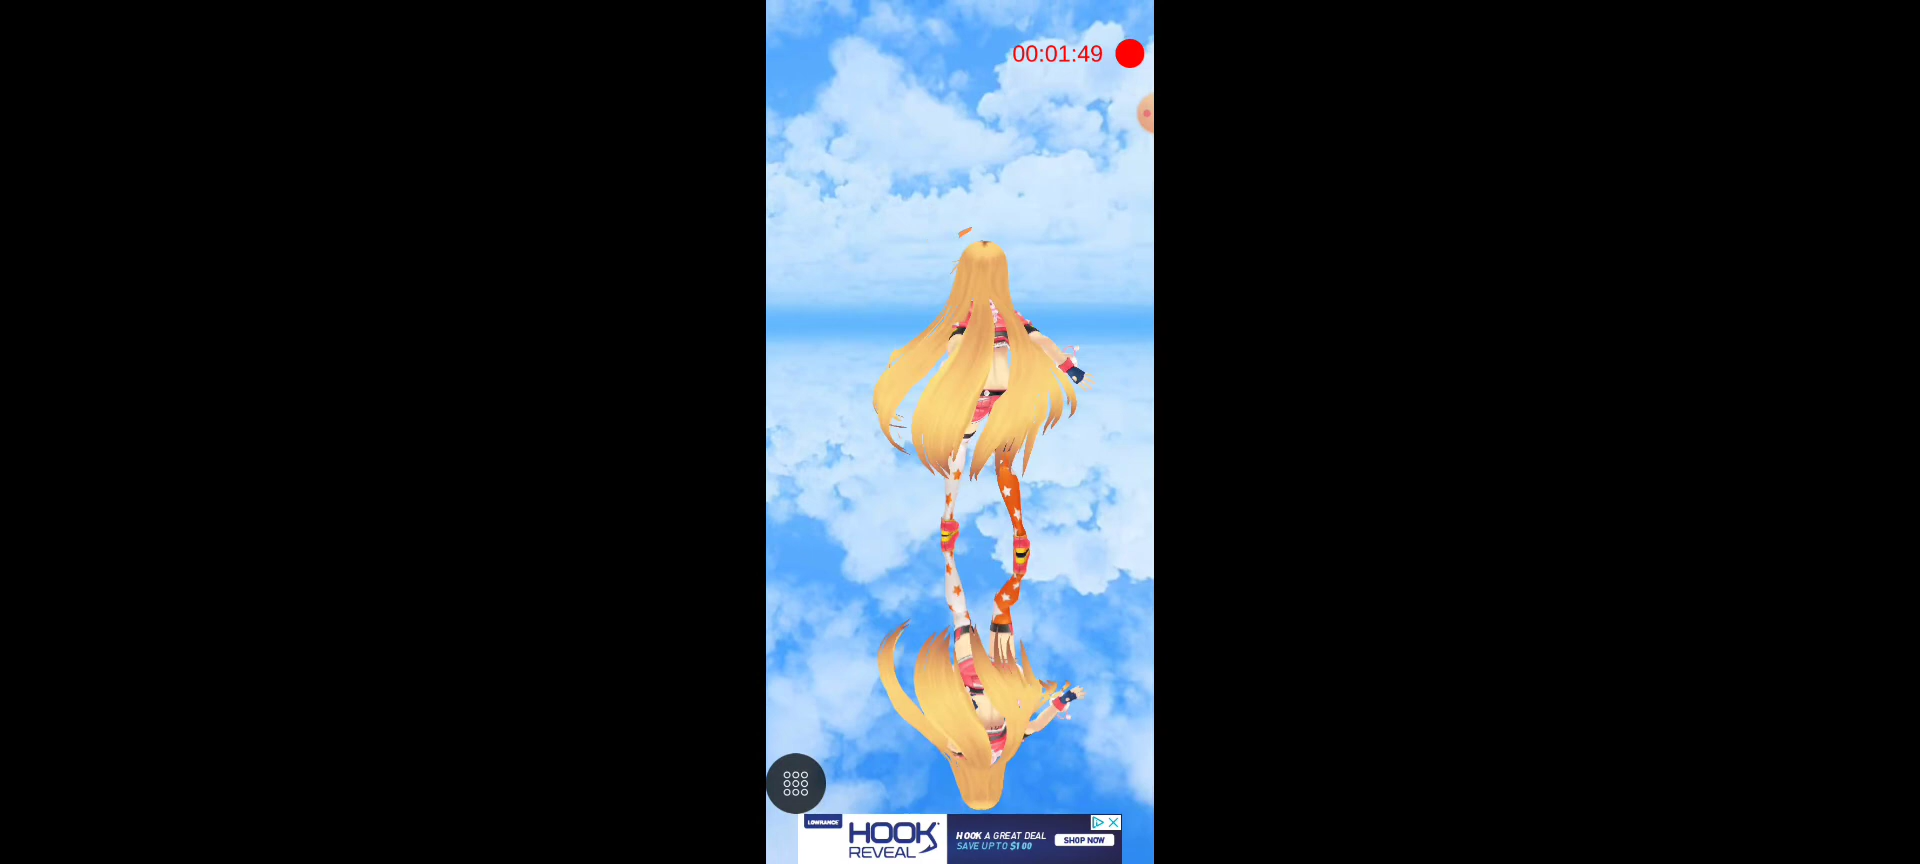 00:01:49
LOWRANCE
HOOK
REVEAL
HOOK A GREAT DEAL
SAVE UP TO $100
SHOP NOW